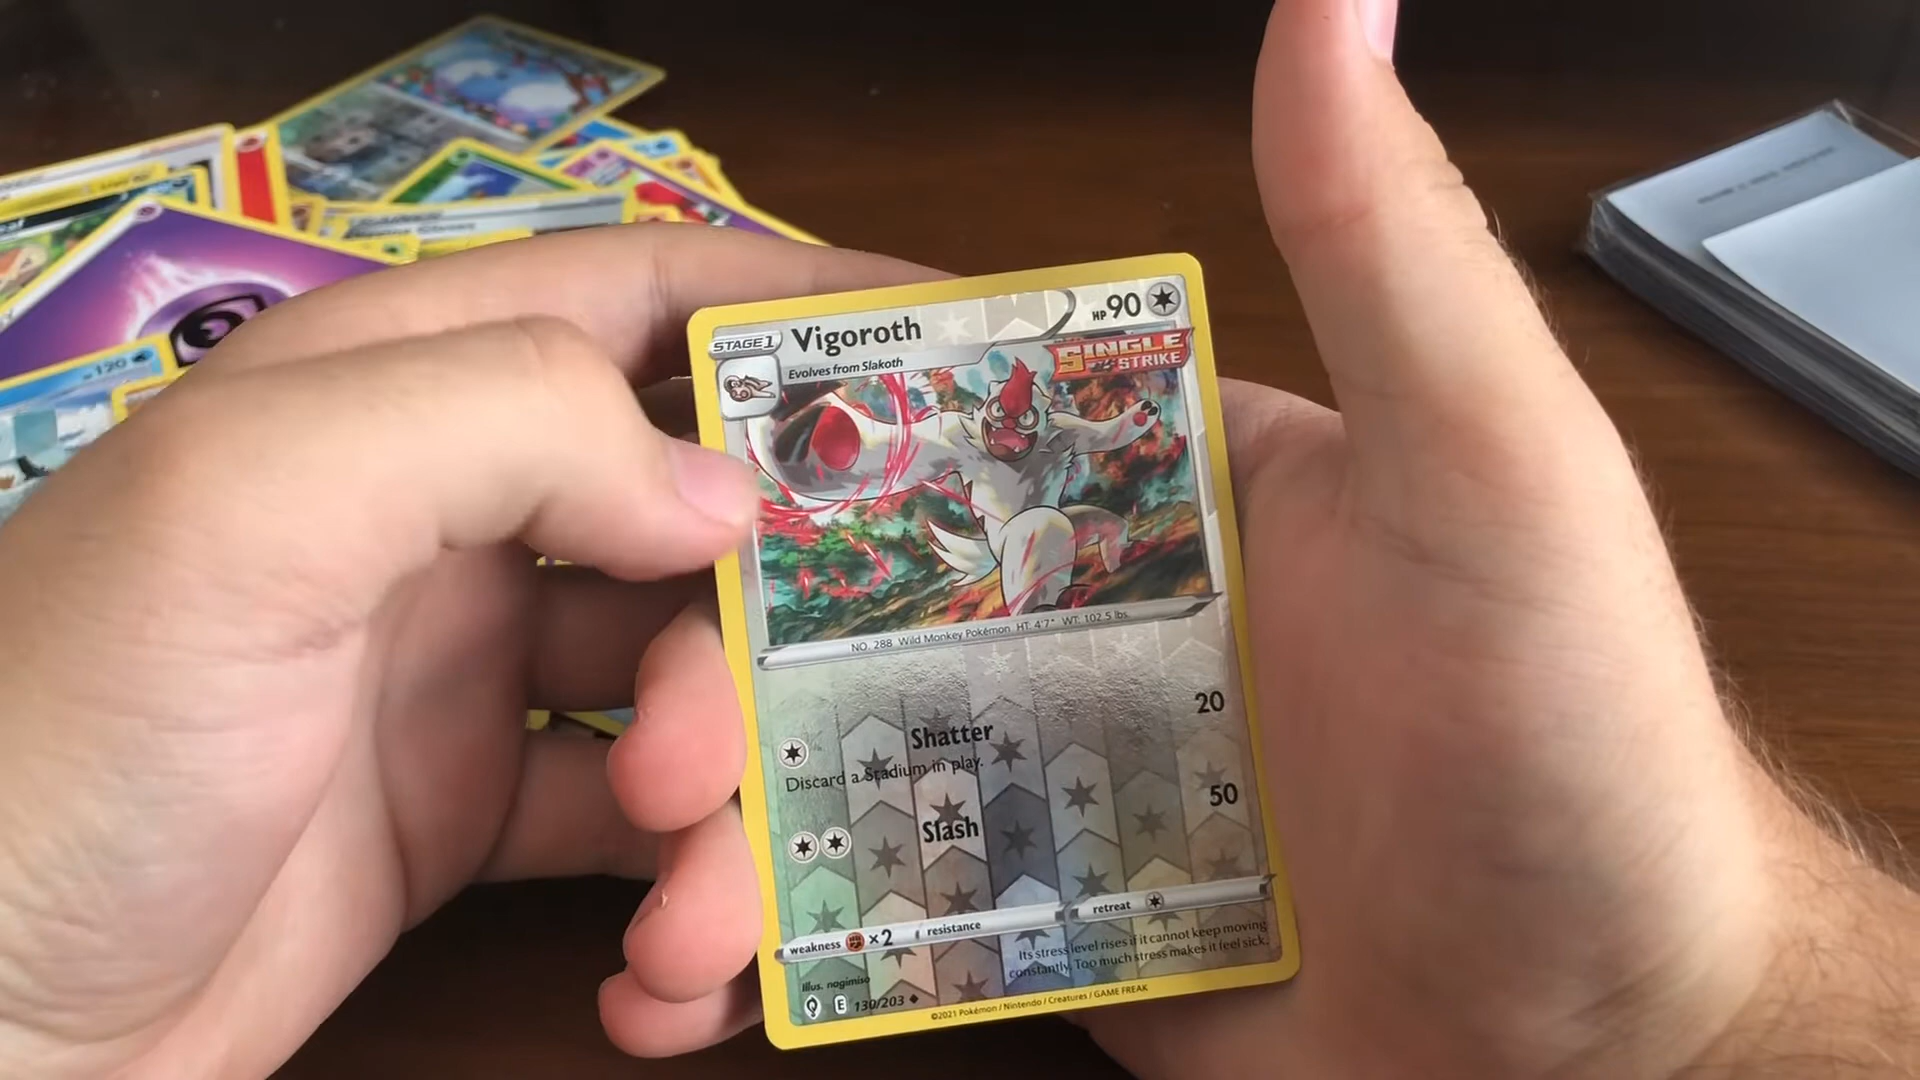 STAGE 1
Vigoroth
HP 90
Evolves from Slakoth
SINGLE
STRIKE
NO. 288 Wild Monkey Pokémon HT: 4'7" WT: 102.5 lbs.
Shatter 20
Discard a Stadium in play.
Slash 50
weakness ×2 resistance retreat
Its stress level rises if it cannot keep moving
constantly. Too much stress makes it feel sick.
Illus. nagimiso
E 130/203
©2021 Pokémon / Nintendo / Creatures / GAME FREAK
120